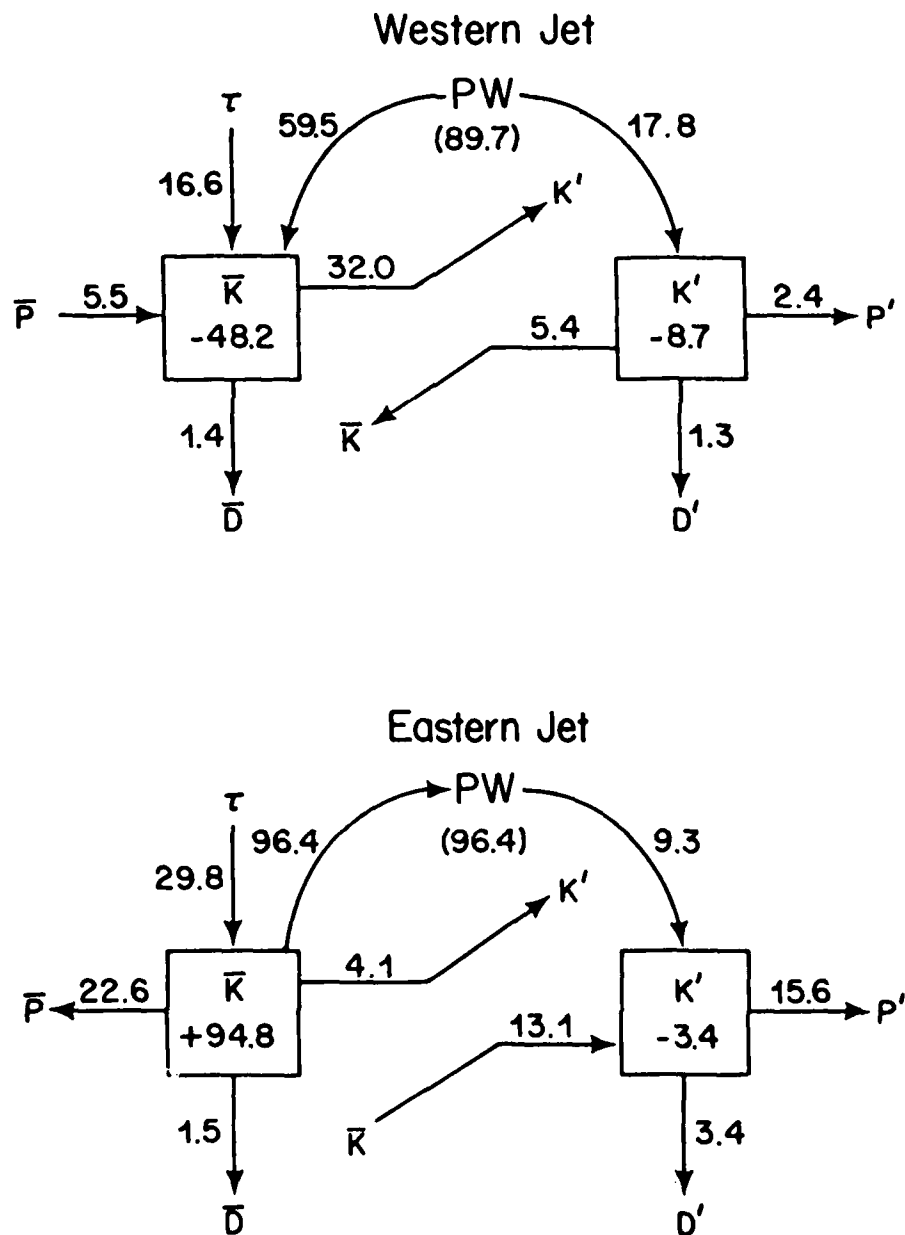 Western Jet
τ
PW
59.5
(89.7)
17.8
16.6
K′
K̅
32.0
K′
P̅
5.5
-48.2
5.4
-8.7
2.4
P′
1.4
K̅
1.3
D̅
D′
Eastern Jet
τ
PW
96.4
(96.4)
9.3
29.8
K′
K̅
4.1
K′
P̅
22.6
+94.8
13.1
-3.4
15.6
P′
1.5
K̅
3.4
D̅
D′